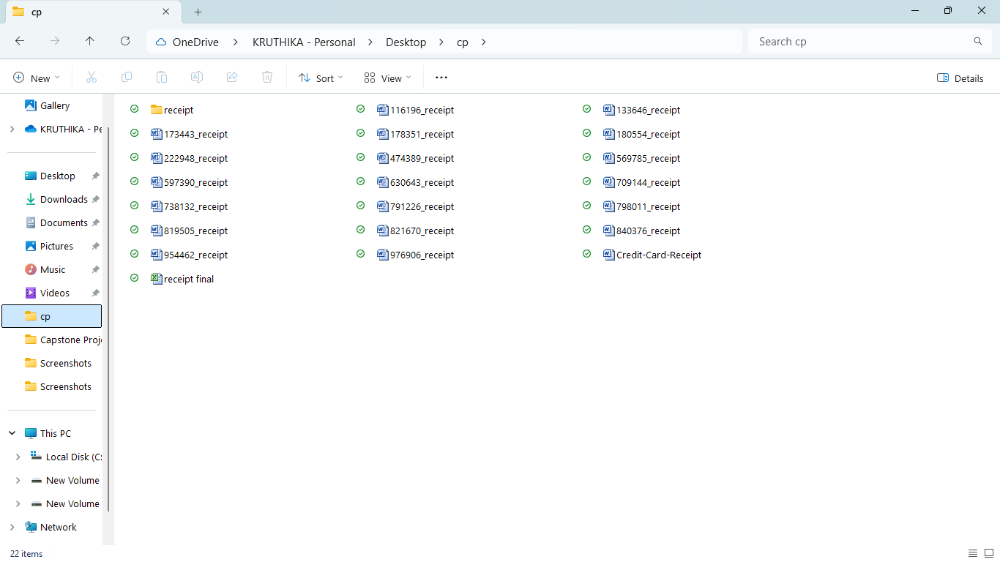 cp
OneDrive > KRUTHIKA - Personal > Desktop > cp >
Search cp
New
Sort
View
Details
Gallery
KRUTHIKA - Pe
Desktop
Downloads
Documents
Pictures
Music
Videos
cp
Capstone Proj
Screenshots
Screenshots
This PC
Local Disk (C:
New Volume
New Volume
Network
receipt 116196_receipt 133646_receipt
173443_receipt 178351_receipt 180554_receipt
222948_receipt 474389_receipt 569785_receipt
597390_receipt 630643_receipt 709144_receipt
738132_receipt 791226_receipt 798011_receipt
819505_receipt 821670_receipt 840376_receipt
954462_receipt 976906_receipt Credit-Card-Receipt
receipt final
22 items